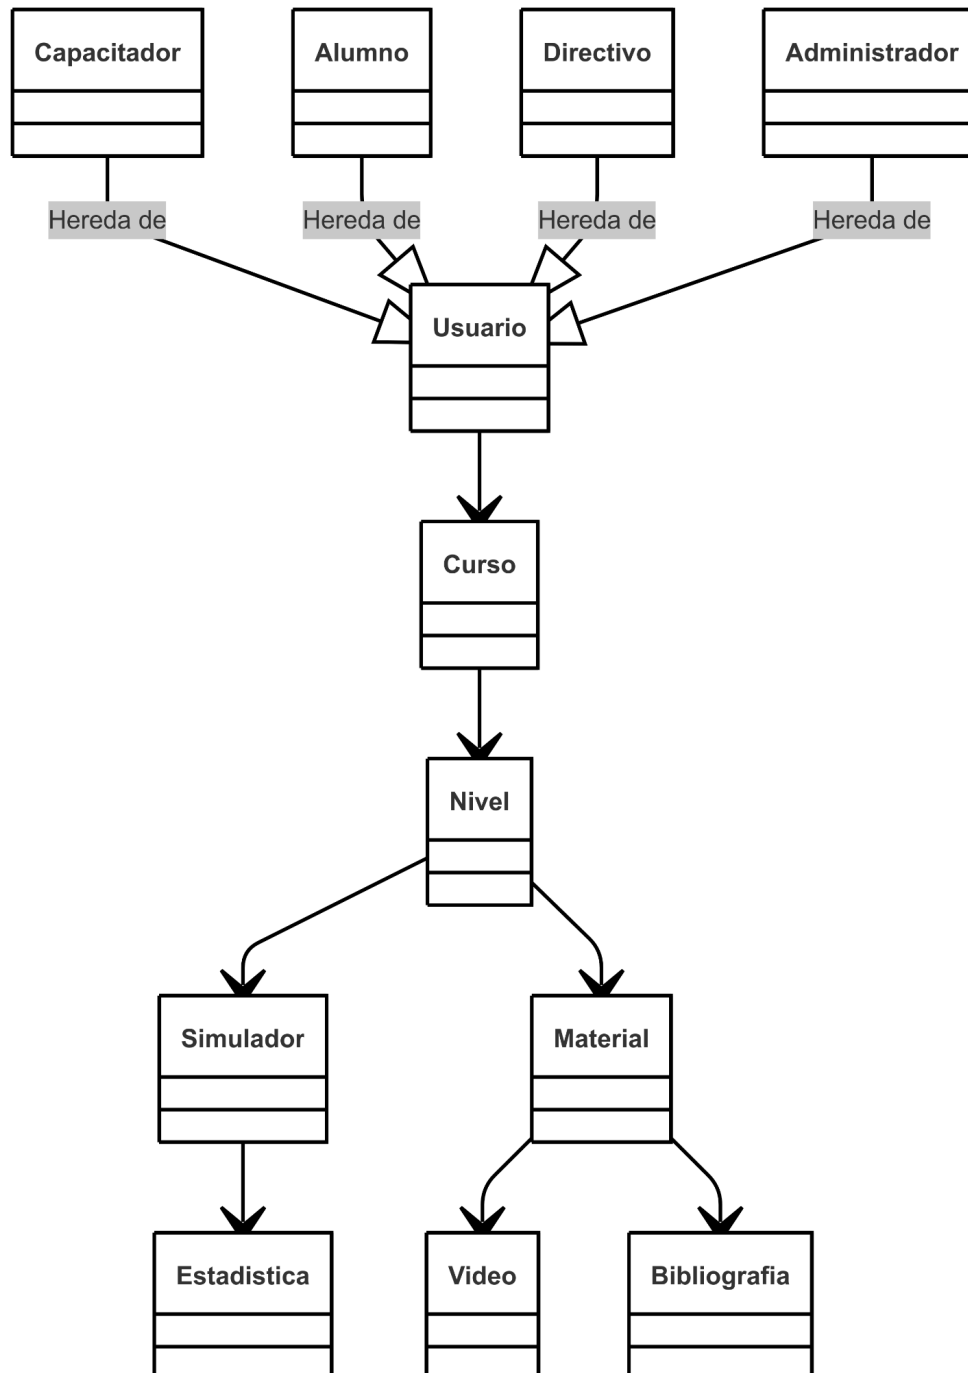 Capacitador
Alumno
Directivo
Administrador
Hereda de
Hereda de
Hereda de
Hereda de
Usuario
Curso
Nivel
Simulador
Material
Estadistica
Video
Bibliografia